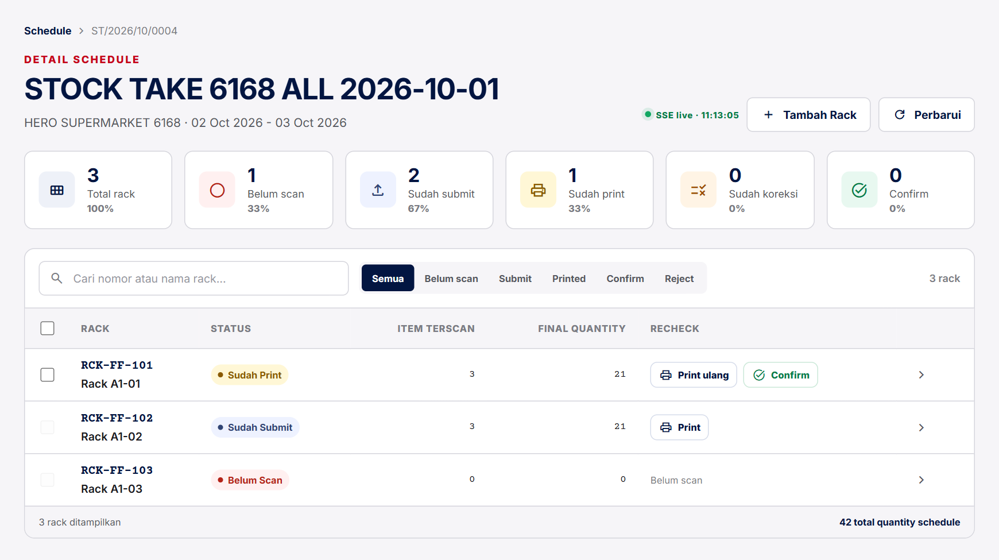 Schedule > ST/2026/10/0004
DETAIL SCHEDULE
STOCK TAKE 6168 ALL 2026-10-01
HERO SUPERMARKET 6168 · 02 Oct 2026 - 03 Oct 2026
SSE live · 11:13:05
+ Tambah Rack
Perbarui
3
Total rack
100%
1
Belum scan
33%
2
Sudah submit
67%
1
Sudah print
33%
0
Sudah koreksi
0%
0
Confirm
0%
Cari nomor atau nama rack...
Semua Belum scan Submit Printed Confirm Reject
3 rack
RACK STATUS ITEM TERSCAN FINAL QUANTITY RECHECK
RCK-FF-101
Rack A1-01
Sudah Print 3 21 Print ulang Confirm
RCK-FF-102
Rack A1-02
Sudah Submit 3 21 Print
RCK-FF-103
Rack A1-03
Belum Scan 0 0 Belum scan
3 rack ditampilkan
42 total quantity schedule